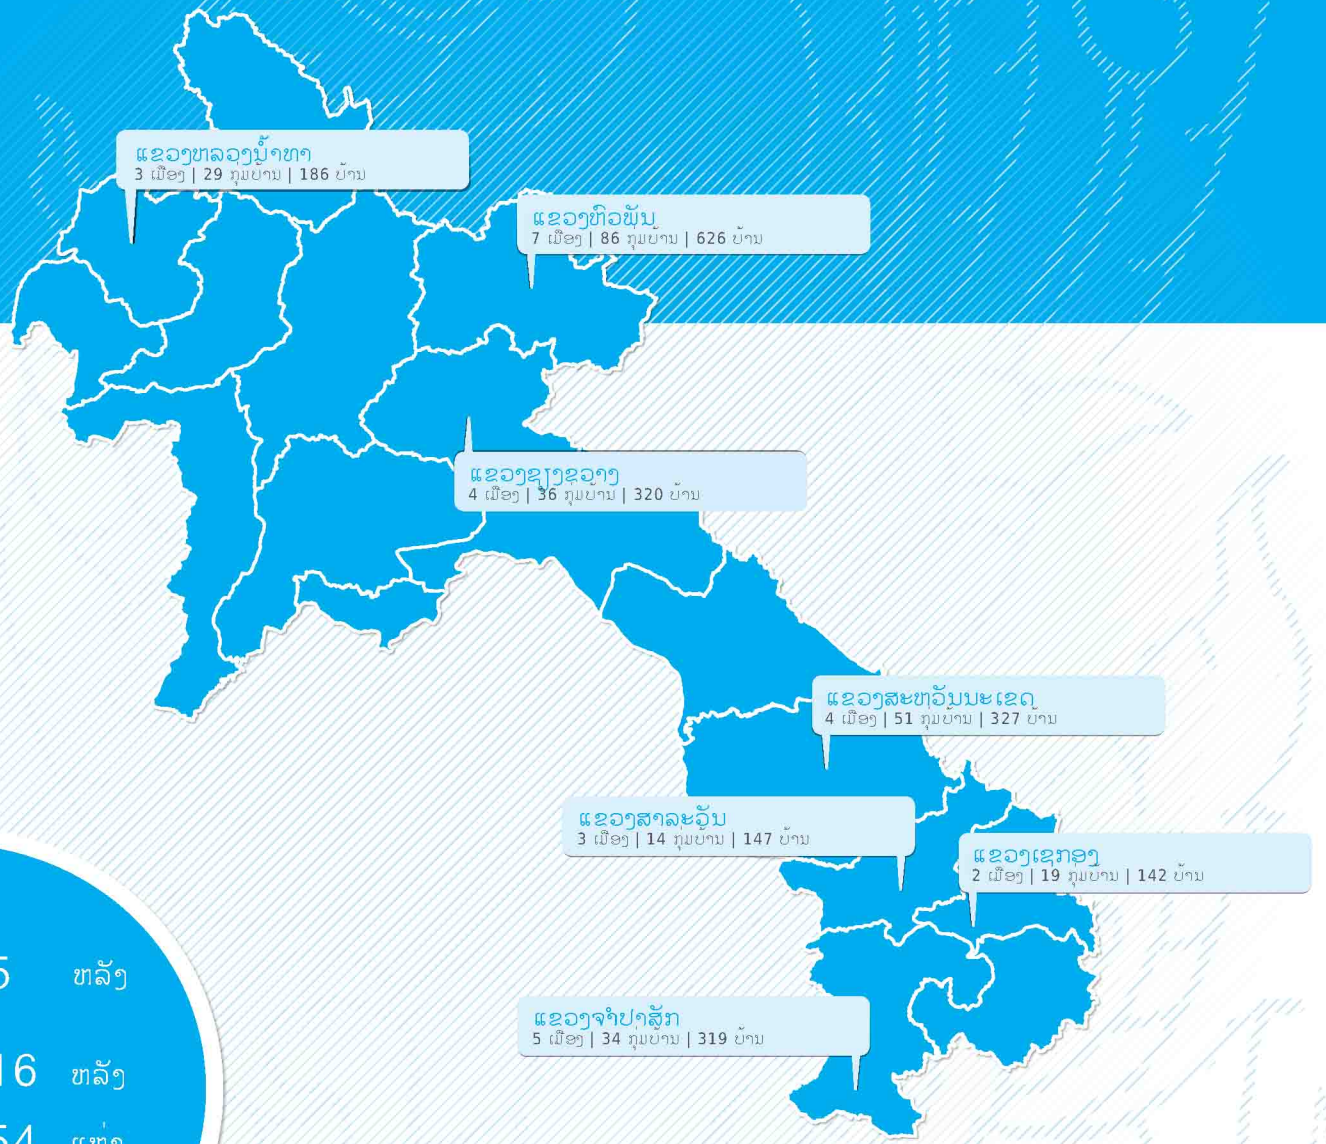 ແຂວງຫລວງນ້ຳທາ
3 ເມືອງ | 29 ກຸ່ມບ້ານ | 186 ບ້ານ
ແຂວງຫົວພັນ
7 ເມືອງ | 86 ກຸ່ມບ້ານ | 626 ບ້ານ
ແຂວງຊຽງຂວາງ
4 ເມືອງ | 36 ກຸ່ມບ້ານ | 320 ບ້ານ
ແຂວງສະຫວັນນະເຂດ
4 ເມືອງ | 51 ກຸ່ມບ້ານ | 327 ບ້ານ
ແຂວງສາລະວັນ
3 ເມືອງ | 14 ກຸ່ມບ້ານ | 147 ບ້ານ
ແຂວງເຊກອງ
2 ເມືອງ | 19 ກຸ່ມບ້ານ | 142 ບ້ານ
ແຂວງຈຳປາສັກ
5 ເມືອງ | 34 ກຸ່ມບ້ານ | 319 ບ້ານ
5 ຫລັງ
16 ຫລັງ
54 ແຫ່ງ